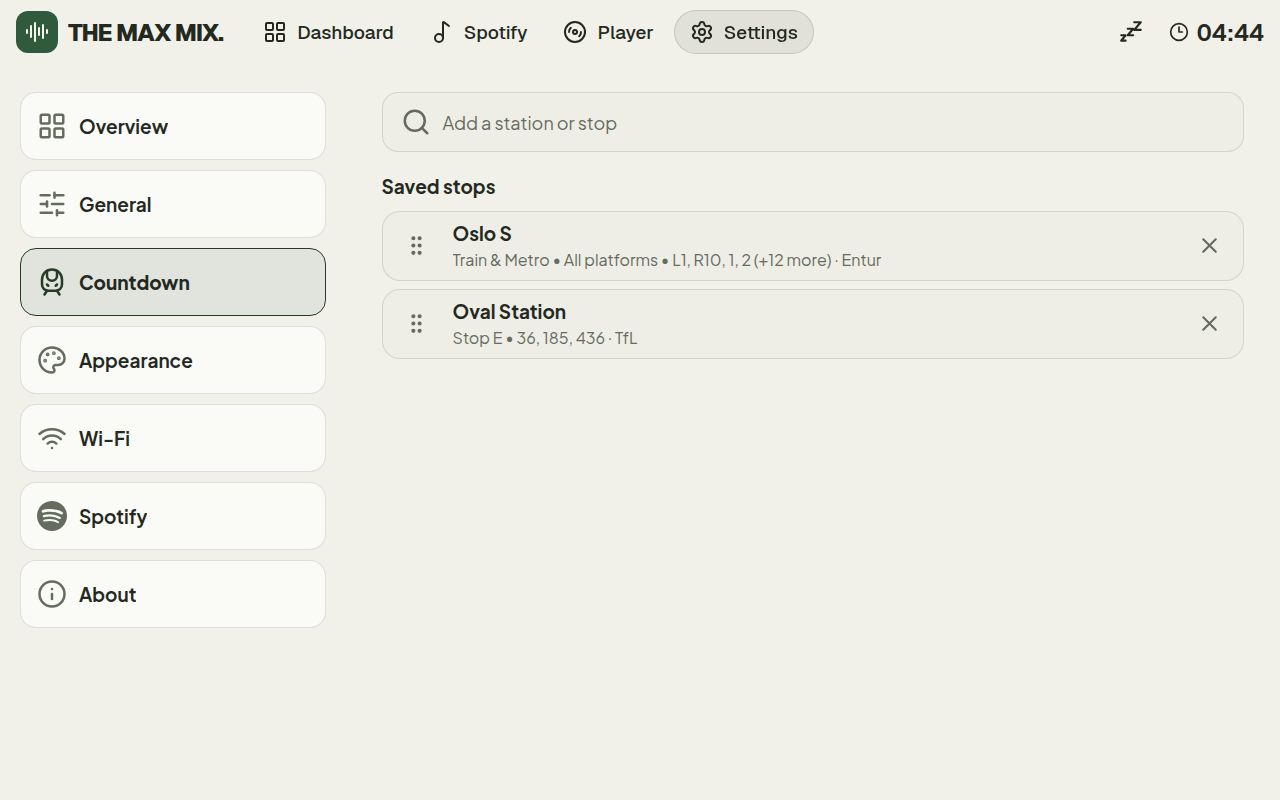 THE MAX MIX.
Dashboard
Spotify
Player
Settings
04:44
Overview
General
Countdown
Appearance
Wi-Fi
Spotify
About
Add a station or stop
Saved stops
Oslo S
Train & Metro • All platforms • L1, R10, 1, 2 (+12 more) · Entur
Oval Station
Stop E • 36, 185, 436 · TfL